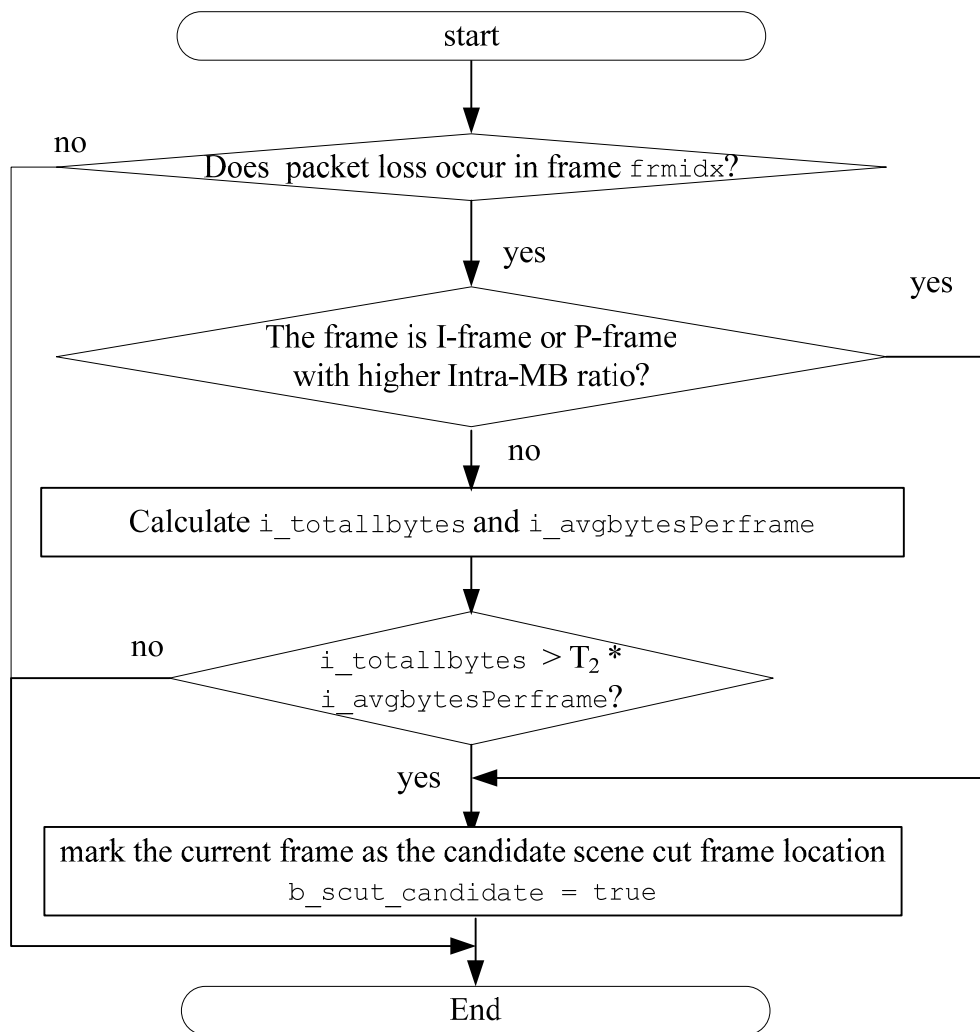 start
no
Does packet loss occur in frame frmidx?
yes
yes
The frame is I-frame or P-frame
with higher Intra-MB ratio?
no
Calculate i_totallbytes and i_avgbytesPerframe
no
i_totallbytes > T₂ *
i_avgbytesPerframe?
yes
mark the current frame as the candidate scene cut frame location
b_scut_candidate = true
End